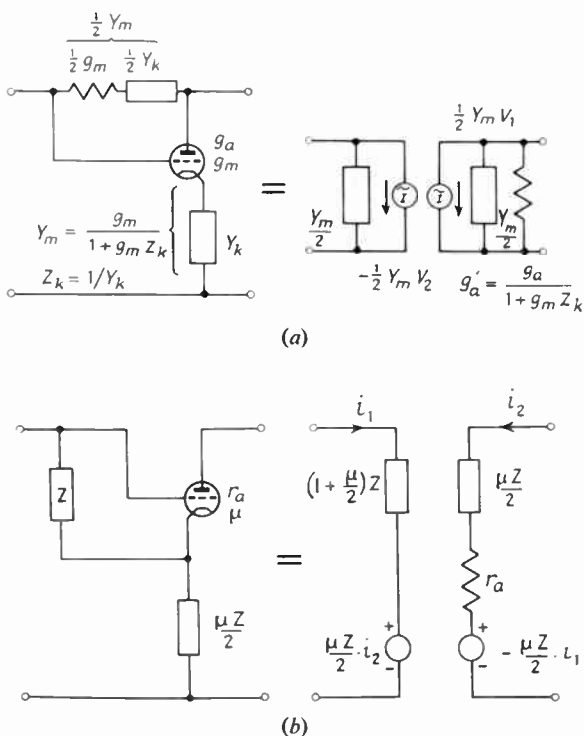 ½ Yₘ
½ gₘ ½ Yₖ
gₐ
gₘ
Yₘ = gₘ / (1 + gₘ Zₖ)
Yₖ
Zₖ = 1/Yₖ
=
½ Yₘ V₁
Yₘ/2
I
I
Yₘ/2
-½ Yₘ V₂
gₐ′ = gₐ / (1 + gₘ Zₖ)
(a)
Z
rₐ
μ
μZ/2
=
i₁
i₂
(1 + μ/2)Z
μZ/2
rₐ
μZ/2 · i₂
+
-
+
-
- μZ/2 · i₁
(b)